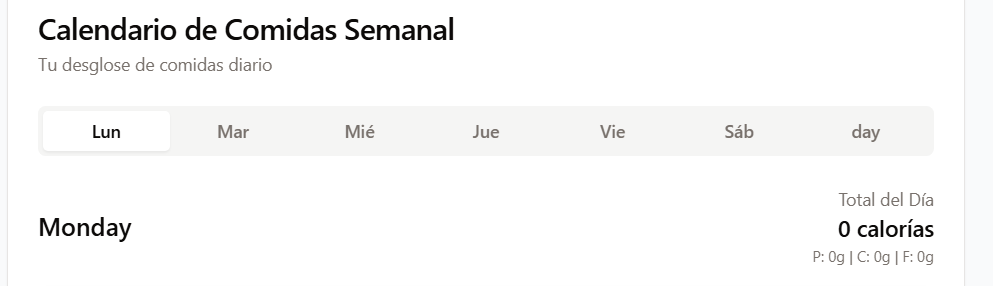 Calendario de Comidas Semanal
Tu desglose de comidas diario
Lun Mar Mié Jue Vie Sáb day
Total del Día
Monday
0 calorías
P: 0g | C: 0g | F: 0g